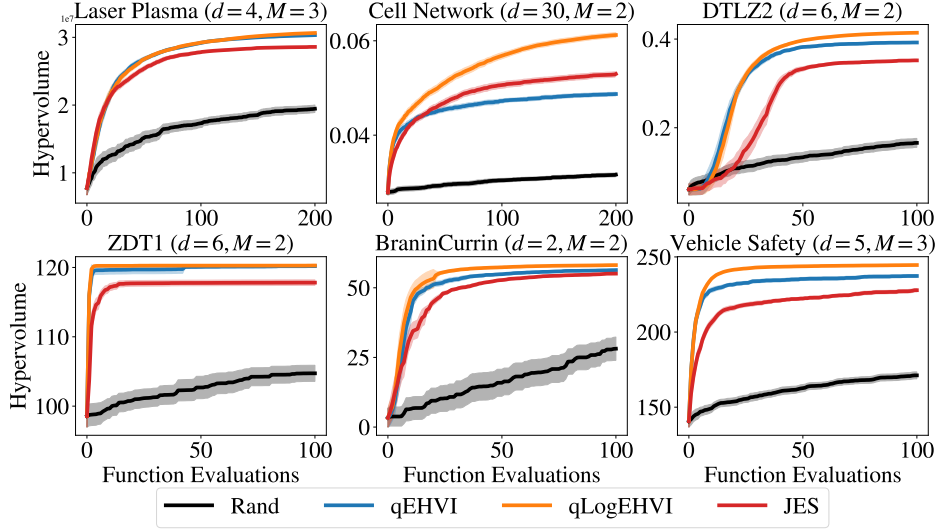 Laser Plasma (d=4, M=3)
Cell Network (d=30, M=2)
DTLZ2 (d=6, M=2)
1e7
Hypervolume
3
2
1
0
100
200
0.06
0.04
0
100
200
0.4
0.2
0
50
100
ZDT1 (d=6, M=2)
BraninCurrin (d=2, M=2)
Vehicle Safety (d=5, M=3)
Hypervolume
120
100
0
50
100
Function Evaluations
50
25
0
0
50
100
Function Evaluations
250
200
150
0
50
100
Function Evaluations
Rand
qEHVI
qLogEHVI
JES